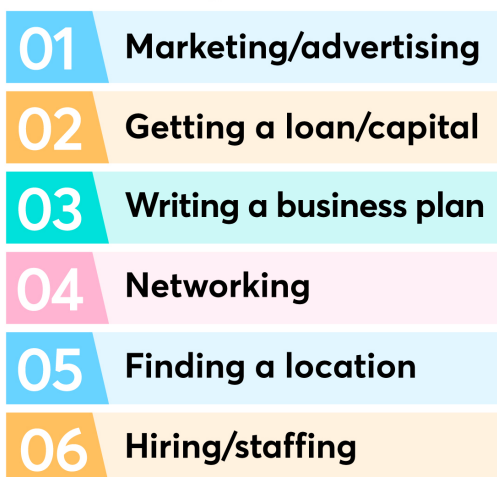 01 Marketing/advertising
02 Getting a loan/capital
03 Writing a business plan
04 Networking
05 Finding a location
06 Hiring/staffing